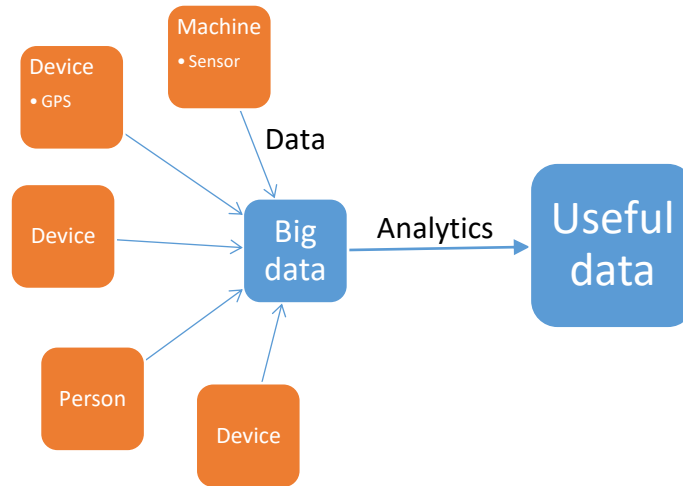 Machine
• Sensor
Device
• GPS
Data
Device
Big
data
Analytics
Useful
data
Person
Device